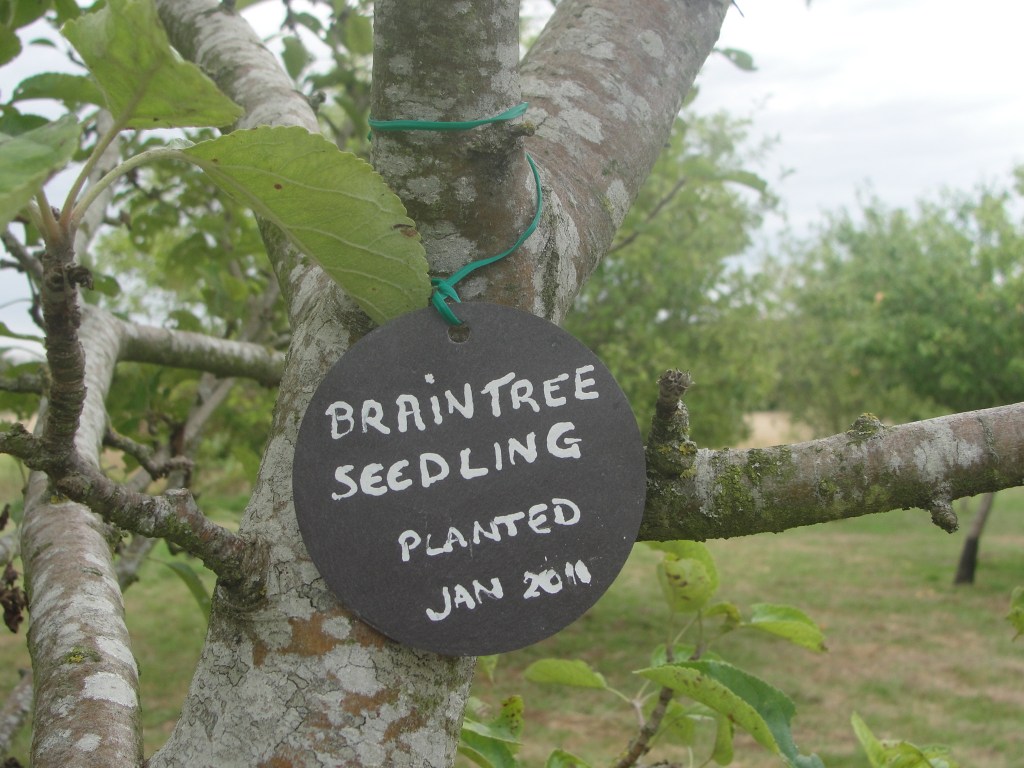 BRAINTREE
SEEDLING
PLANTED
JAN 2011